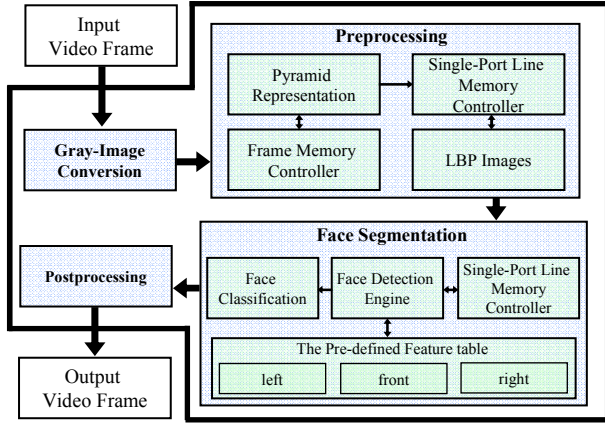 Input
Video Frame
Gray-Image
Conversion
Preprocessing
Pyramid
Representation
Single-Port Line
Memory
Controller
Frame Memory
Controller
LBP Images
Face Segmentation
Face
Classification
Face Detection
Engine
Single-Port Line
Memory
Controller
The Pre-defined Feature table
left
front
right
Postprocessing
Output
Video Frame